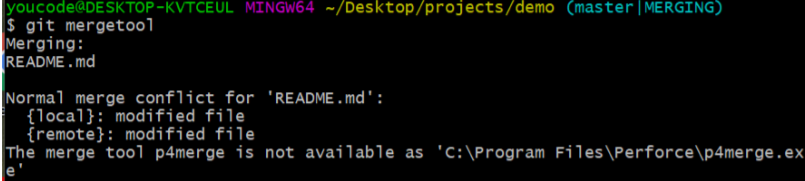 youcode@DESKTOP-KVTCEUL MINGW64 ~/Desktop/projects/demo (master|MERGING)
$ git mergetool
Merging:
README.md
Normal merge conflict for 'README.md':
  {local}: modified file
  {remote}: modified file
The merge tool p4merge is not available as 'C:\Program Files\Perforce\p4merge.ex
e'